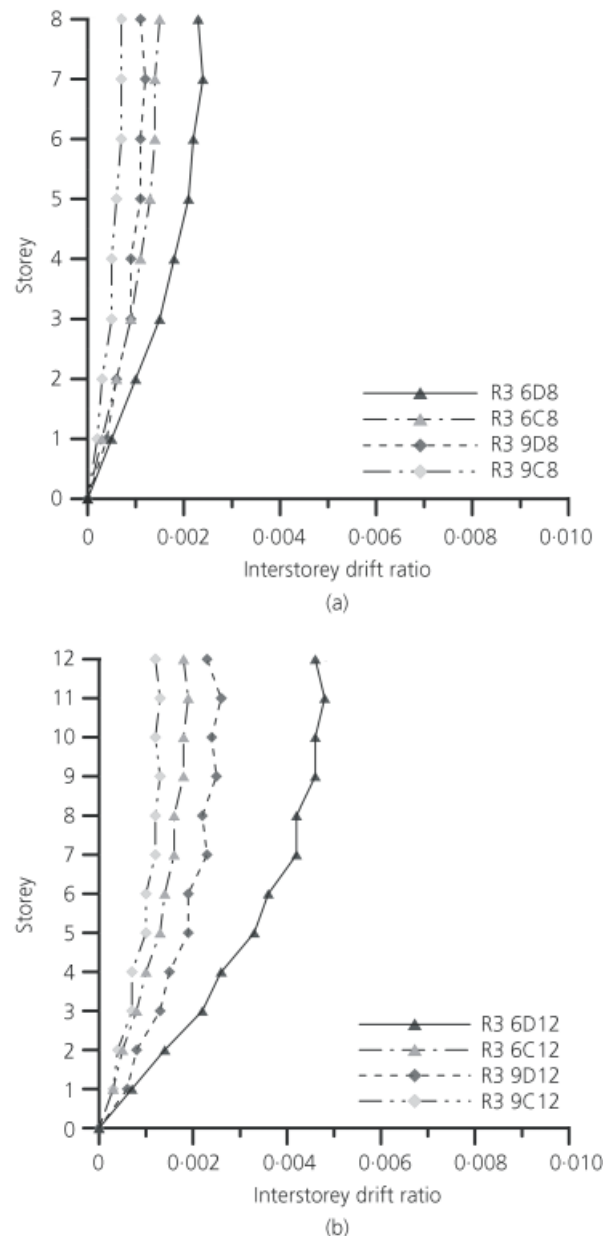 8
7
6
5
4
3
2
1
0
Storey
R3 6D8
R3 6C8
R3 9D8
R3 9C8
0 0·002 0·004 0·006 0·008 0·010
Interstorey drift ratio
(a)
12
11
10
9
8
7
6
5
4
3
2
1
0
Storey
R3 6D12
R3 6C12
R3 9D12
R3 9C12
0 0·002 0·004 0·006 0·008 0·010
Interstorey drift ratio
(b)